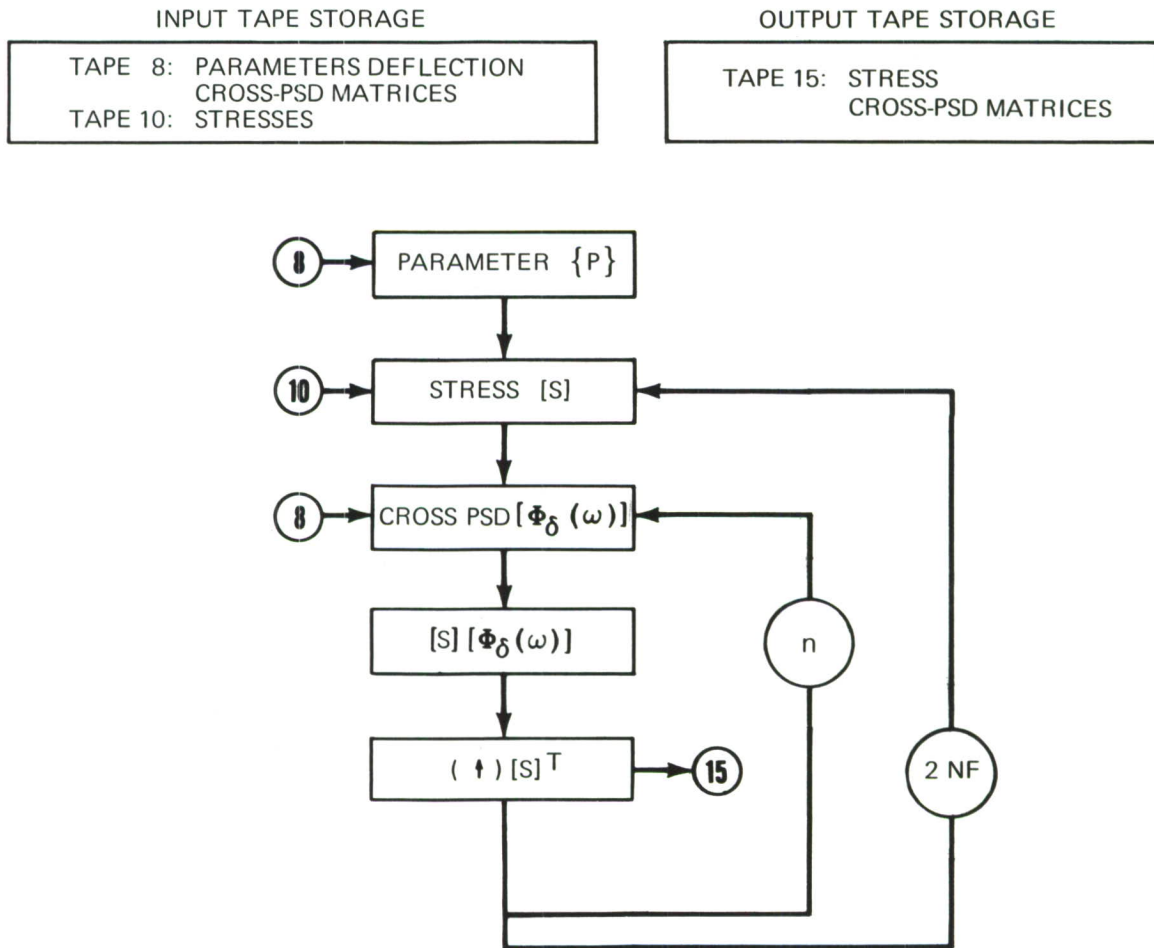 INPUT TAPE STORAGE
OUTPUT TAPE STORAGE
TAPE 8: PARAMETERS DEFLECTION
CROSS-PSD MATRICES
TAPE 10: STRESSES
TAPE 15: STRESS
CROSS-PSD MATRICES
8
PARAMETER {P}
10
STRESS [S]
8
CROSS PSD [Φδ (ω)]
[S] [Φδ (ω)]
n
( ↑ ) [S]ᵀ
15
2 NF